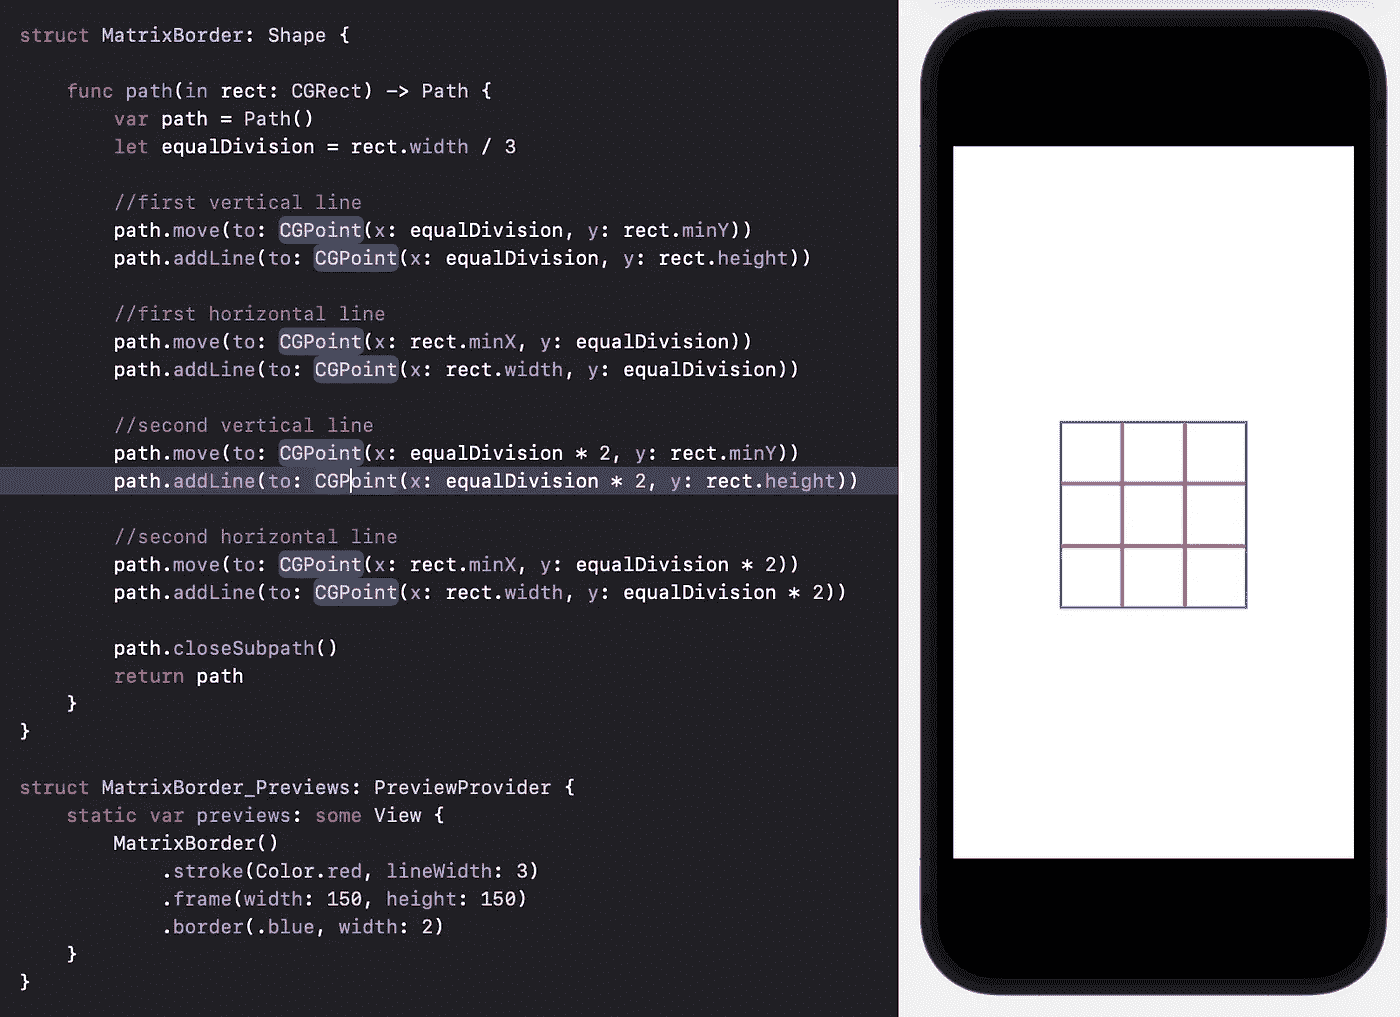 struct MatrixBorder: Shape {
func path(in rect: CGRect) -> Path {
var path = Path()
let equalDivision = rect.width / 3
//first vertical line
path.move(to: CGPoint(x: equalDivision, y: rect.minY))
path.addLine(to: CGPoint(x: equalDivision, y: rect.height))
//first horizontal line
path.move(to: CGPoint(x: rect.minX, y: equalDivision))
path.addLine(to: CGPoint(x: rect.width, y: equalDivision))
//second vertical line
path.move(to: CGPoint(x: equalDivision * 2, y: rect.minY))
path.addLine(to: CGPoint(x: equalDivision * 2, y: rect.height))
//second horizontal line
path.move(to: CGPoint(x: rect.minX, y: equalDivision * 2))
path.addLine(to: CGPoint(x: rect.width, y: equalDivision * 2))
path.closeSubpath()
return path
}
}
struct MatrixBorder_Previews: PreviewProvider {
static var previews: some View {
MatrixBorder()
.stroke(Color.red, lineWidth: 3)
.frame(width: 150, height: 150)
.border(.blue, width: 2)
}
}